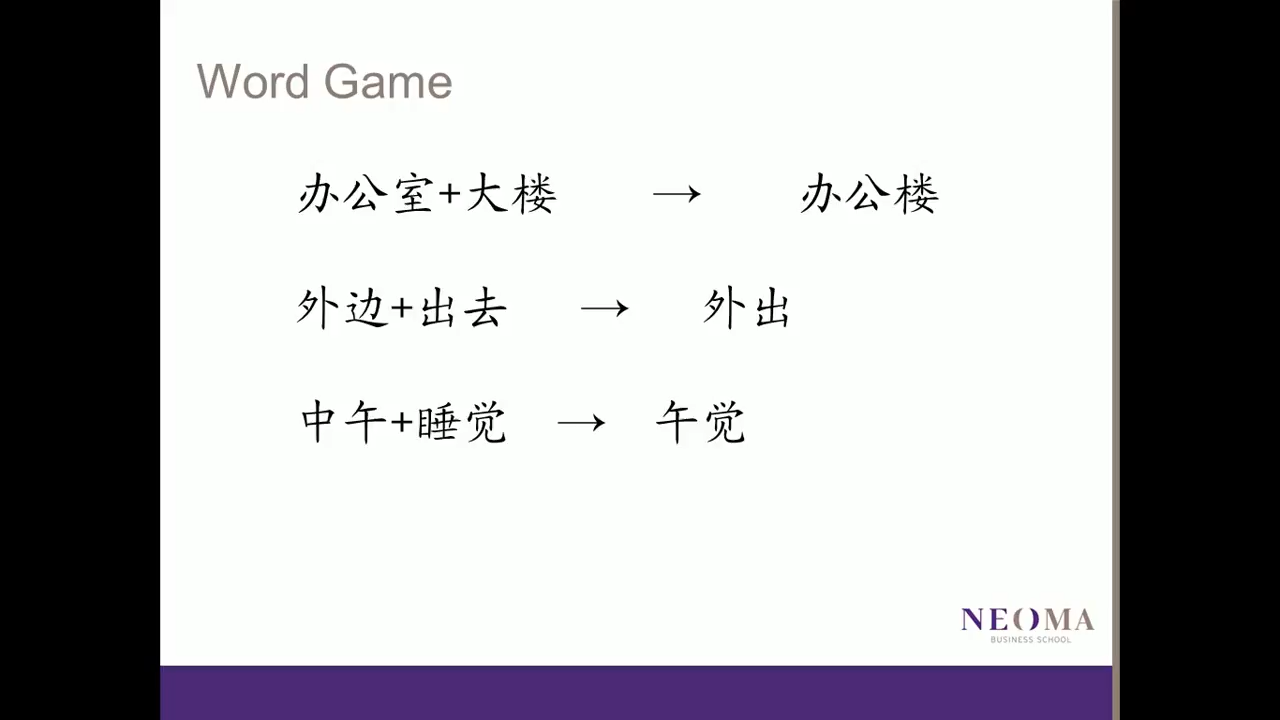 Word Game
办公室+大楼 → 办公楼
外边+出去 → 外出
中午+睡觉 → 午觉
NEOMA
BUSINESS SCHOOL